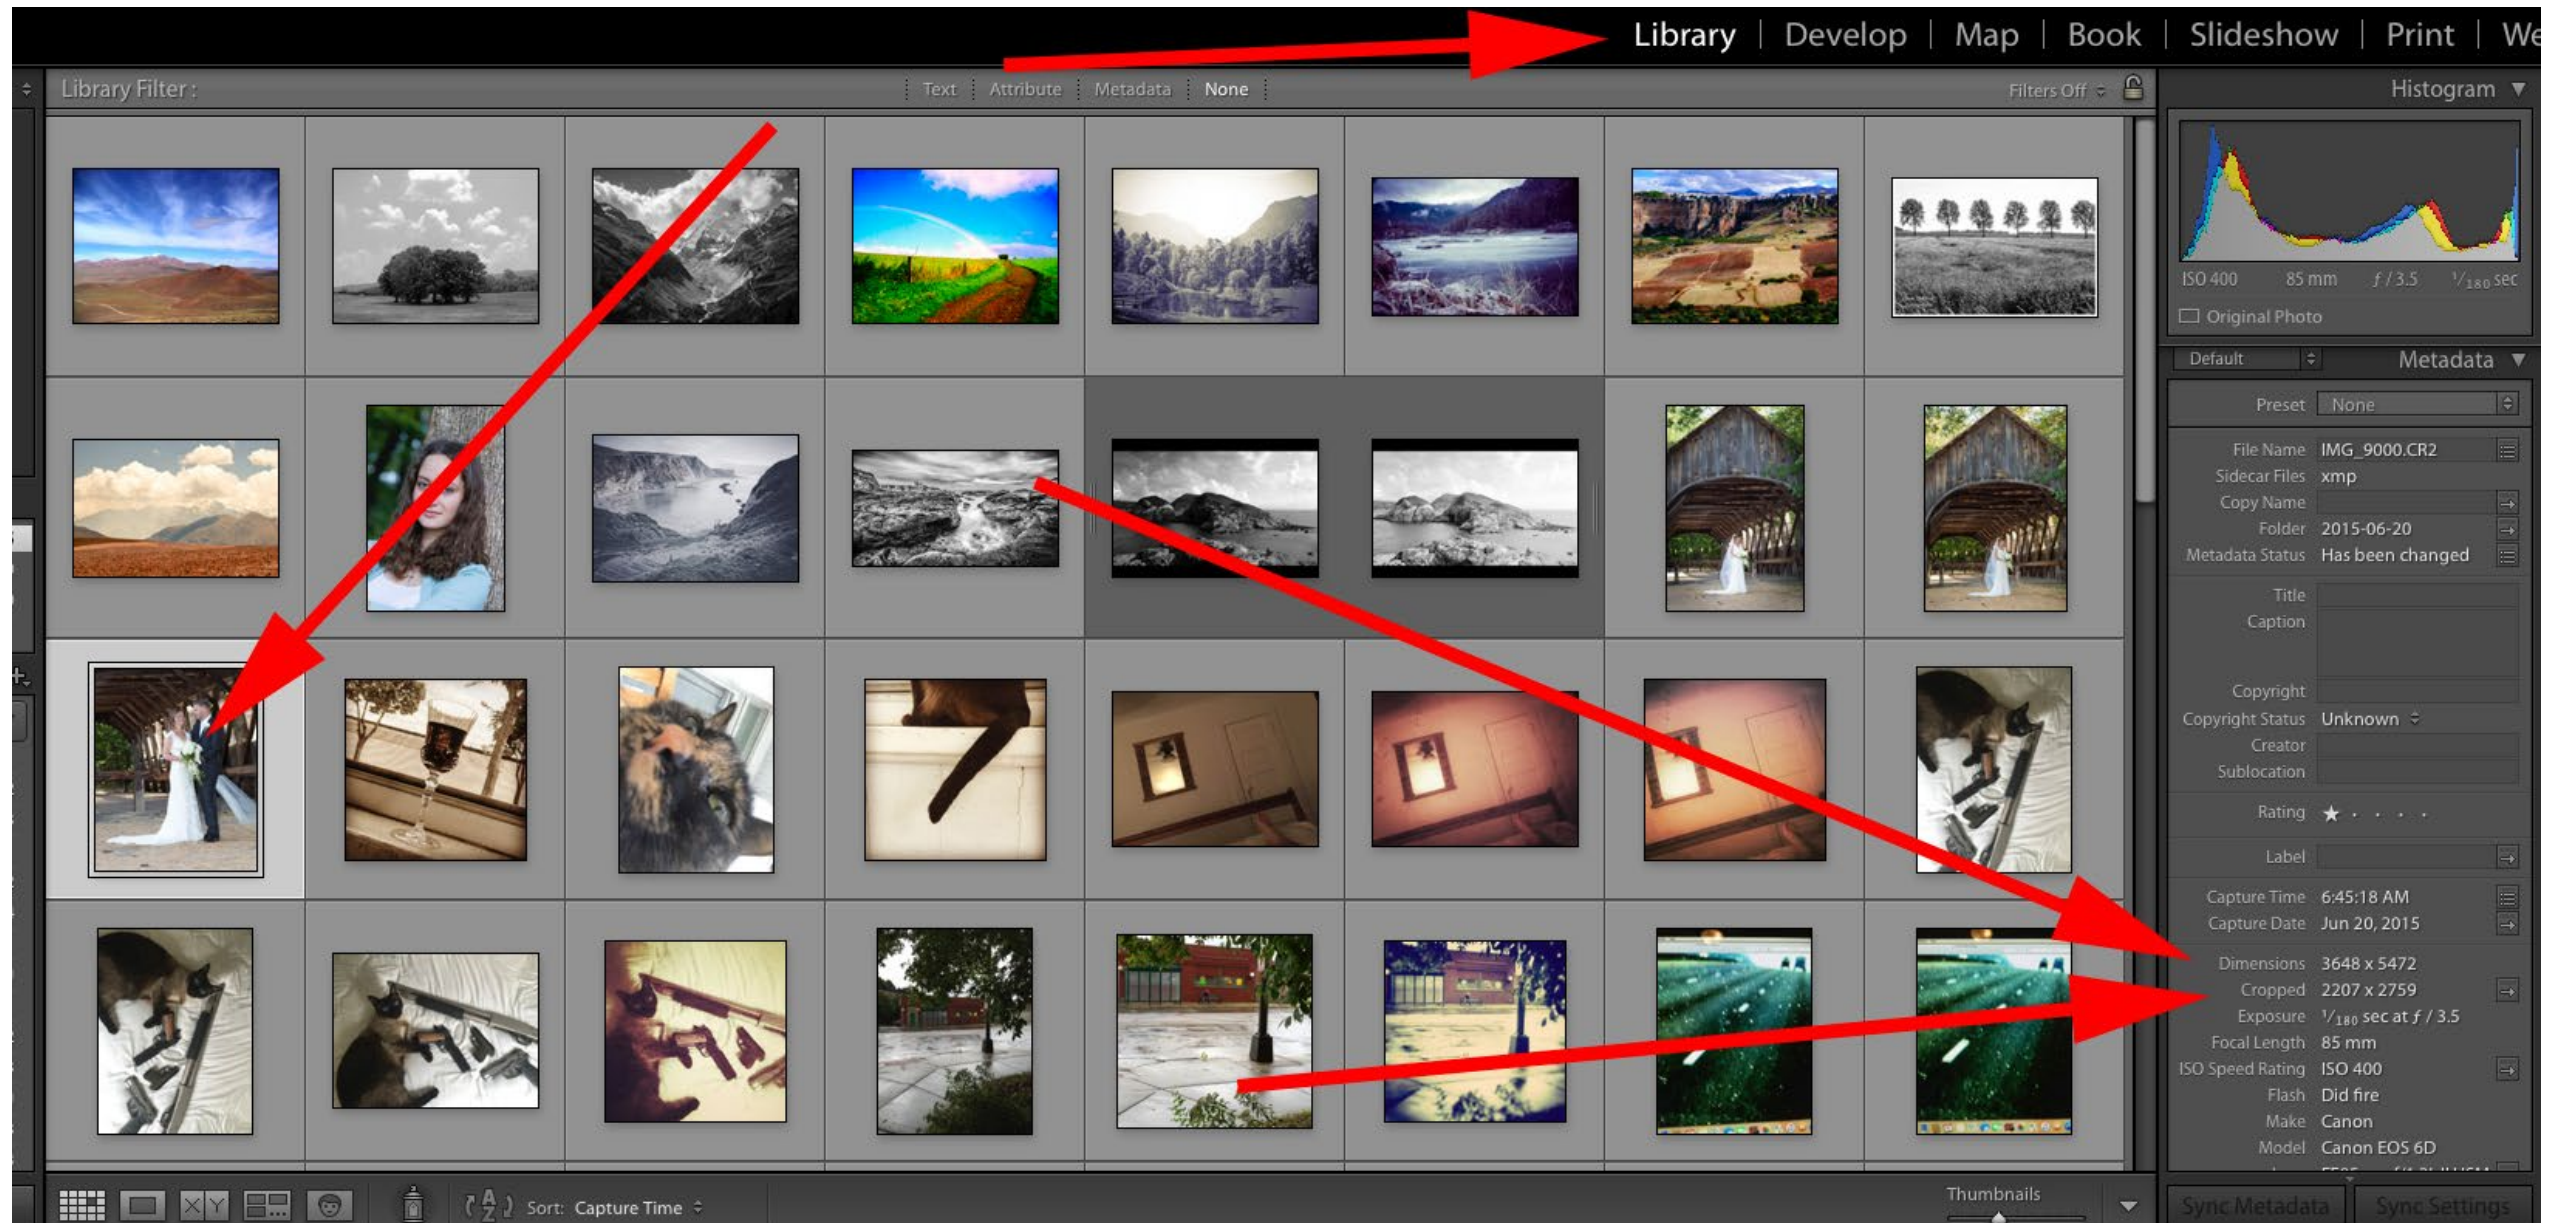 Library | Develop | Map | Book | Slideshow | Print |
Library Filter :
Text Attribute Metadata None
Filters Off
Histogram
ISO 400 85 mm ƒ / 3.5 1/180 sec
Original Photo
Default Metadata
Preset None
File Name IMG_9000.CR2
Sidecar Files xmp
Copy Name
Folder 2015-06-20
Metadata Status Has been changed
Title
Caption
Copyright
Copyright Status Unknown
Creator
Sublocation
Rating
Label
Capture Time 6:45:18 AM
Capture Date Jun 20, 2015
Dimensions 3648 x 5472
Cropped 2207 x 2759
Exposure 1/180 sec at ƒ / 3.5
Focal Length 85 mm
ISO Speed Rating ISO 400
Flash Did fire
Make Canon
Model Canon EOS 6D
XY
Sort: Capture Time
Thumbnails
Sync Metadata Sync Settings